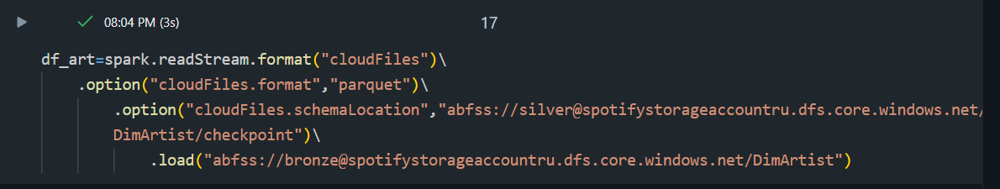 08:04 PM (3s)
17
df_art=spark.readStream.format("cloudFiles")\
.option("cloudFiles.format","parquet")\
.option("cloudFiles.schemaLocation","abfss://silver@spotifystorageaccountru.dfs.core.windows.net/
DimArtist/checkpoint")\
.load("abfss://bronze@spotifystorageaccountru.dfs.core.windows.net/DimArtist")